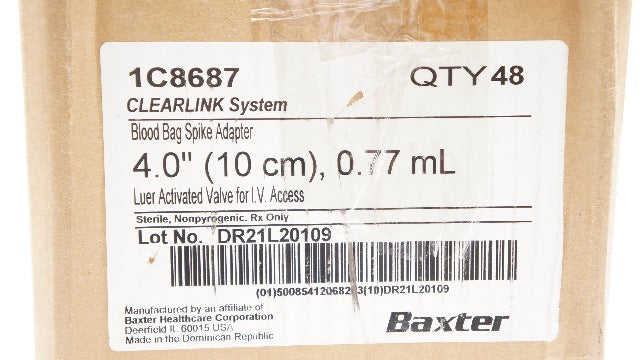 1C8687 QTY 48
CLEARLINK System
Blood Bag Spike Adapter
4.0" (10 cm), 0.77 mL
Luer Activated Valve for I.V. Access
Sterile, Nonpyrogenic. Rx Only
Lot No. DR21L20109
Manufactured by an affiliate of
Baxter Healthcare Corporation
Deerfield IL 60015 USA
Made in the Dominican Republic
Baxter